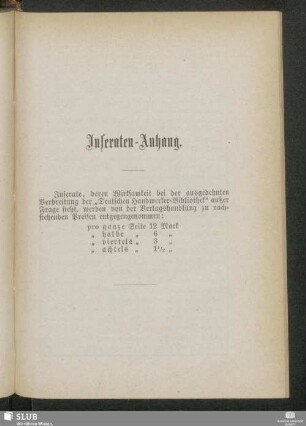 Inseraten-Anhang.
Inserate, deren Wirksamkeit bei der ausgedehnten
Verbreitung der „Deutschen Handwerker-Bibliothek“ außer
Frage steht, werden von der Verlagshandlung zu nach-
stehenden Preisen entgegengenommen:
pro ganze Seite 12 Mark
„ halbe „ 6 „
„ viertels „ 3 „
„ achtels „ 1½ „
SLUB
Wir führen Wissen.